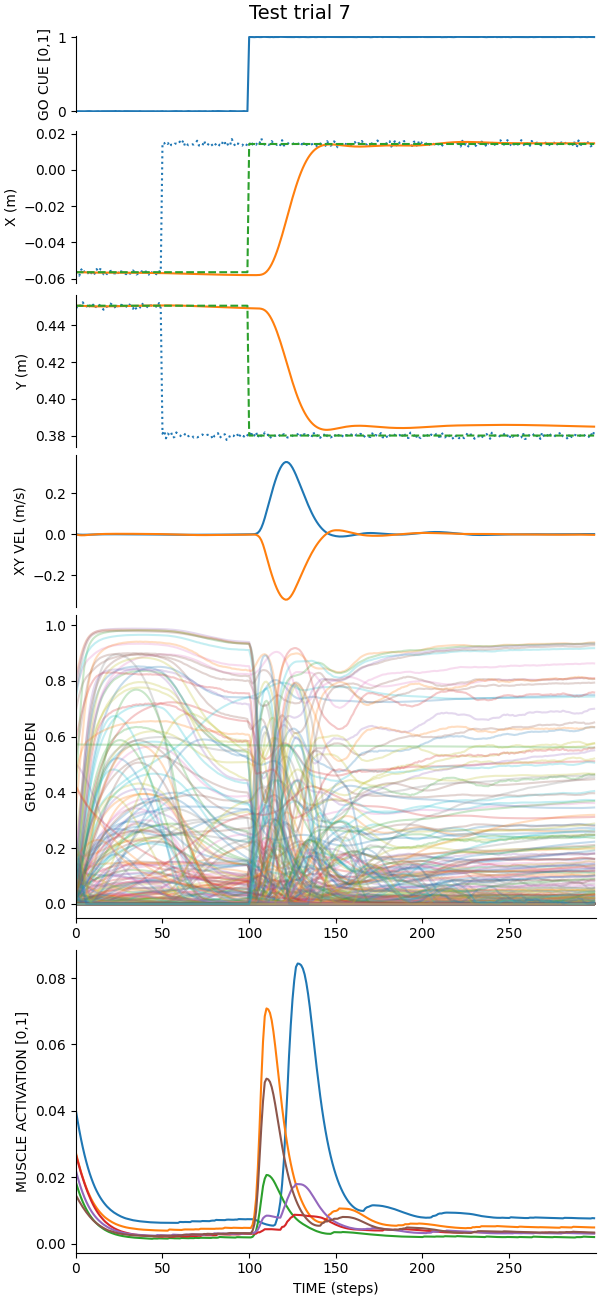 Test trial 7
GO CUE [0,1]
1
0
X (m)
0.02
0.00
−0.02
−0.04
−0.06
Y (m)
0.44
0.42
0.40
0.38
XY VEL (m/s)
0.2
0.0
−0.2
GRU HIDDEN
1.0
0.8
0.6
0.4
0.2
0.0
0 50 100 150 200 250
MUSCLE ACTIVATION [0,1]
0.08
0.06
0.04
0.02
0.00
0 50 100 150 200 250
TIME (steps)